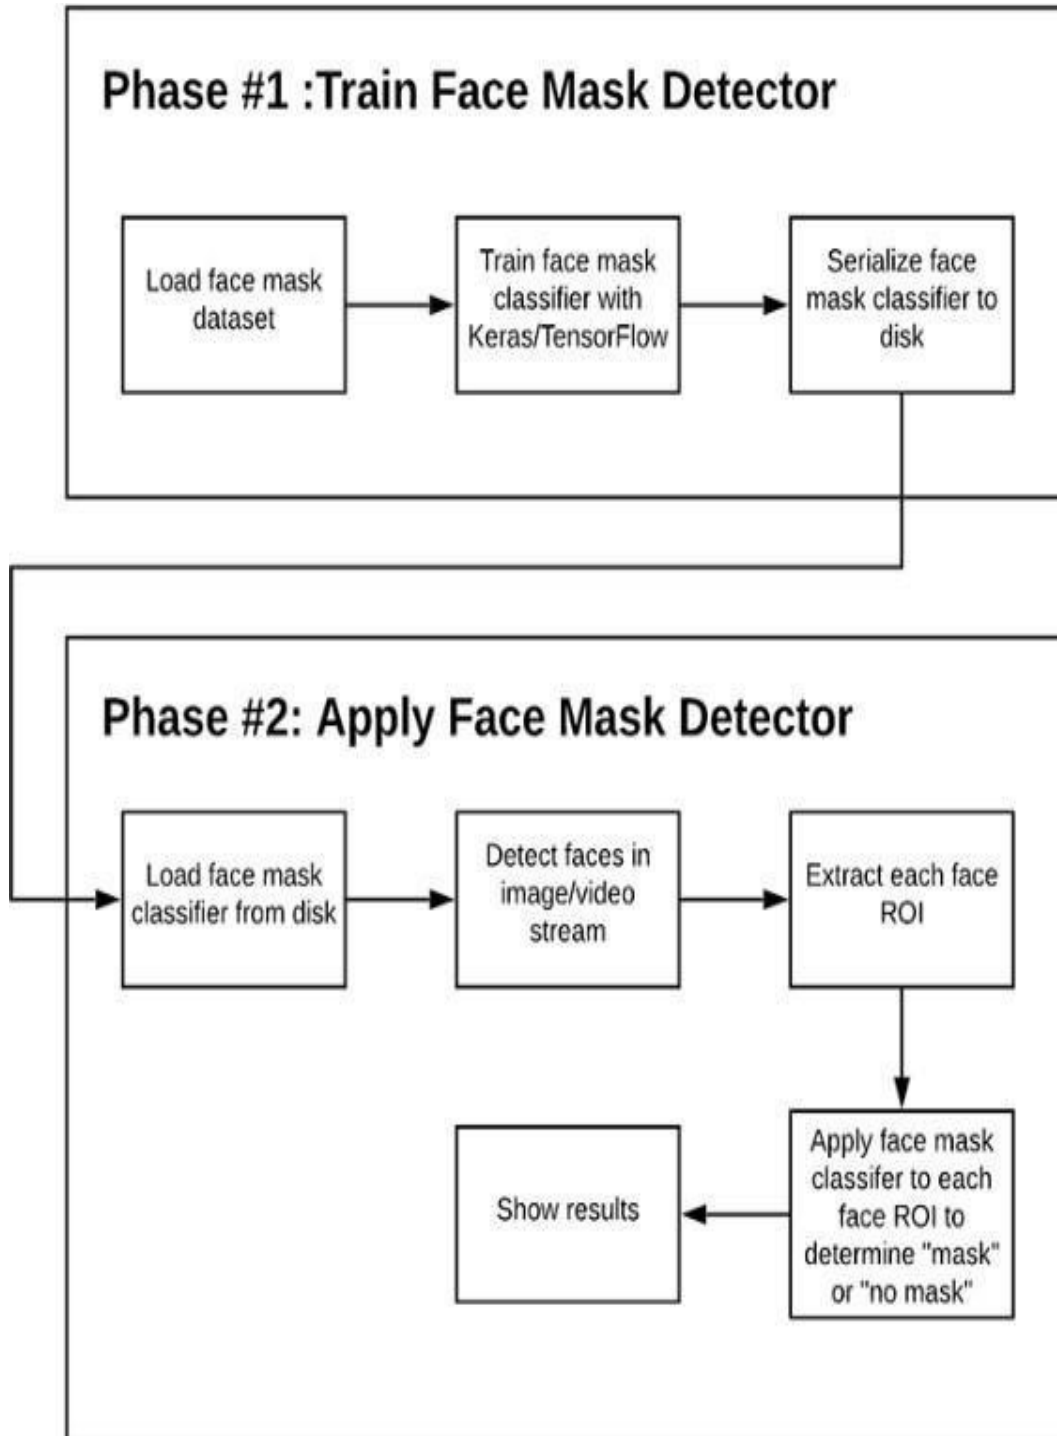 Phase #1 :Train Face Mask Detector
Load face mask
dataset
Train face mask
classifier with
Keras/TensorFlow
Serialize face
mask classifier to
disk
Phase #2: Apply Face Mask Detector
Load face mask
classifier from disk
Detect faces in
image/video
stream
Extract each face
ROI
Apply face mask
classifer to each
face ROI to
determine "mask"
or "no mask"
Show results